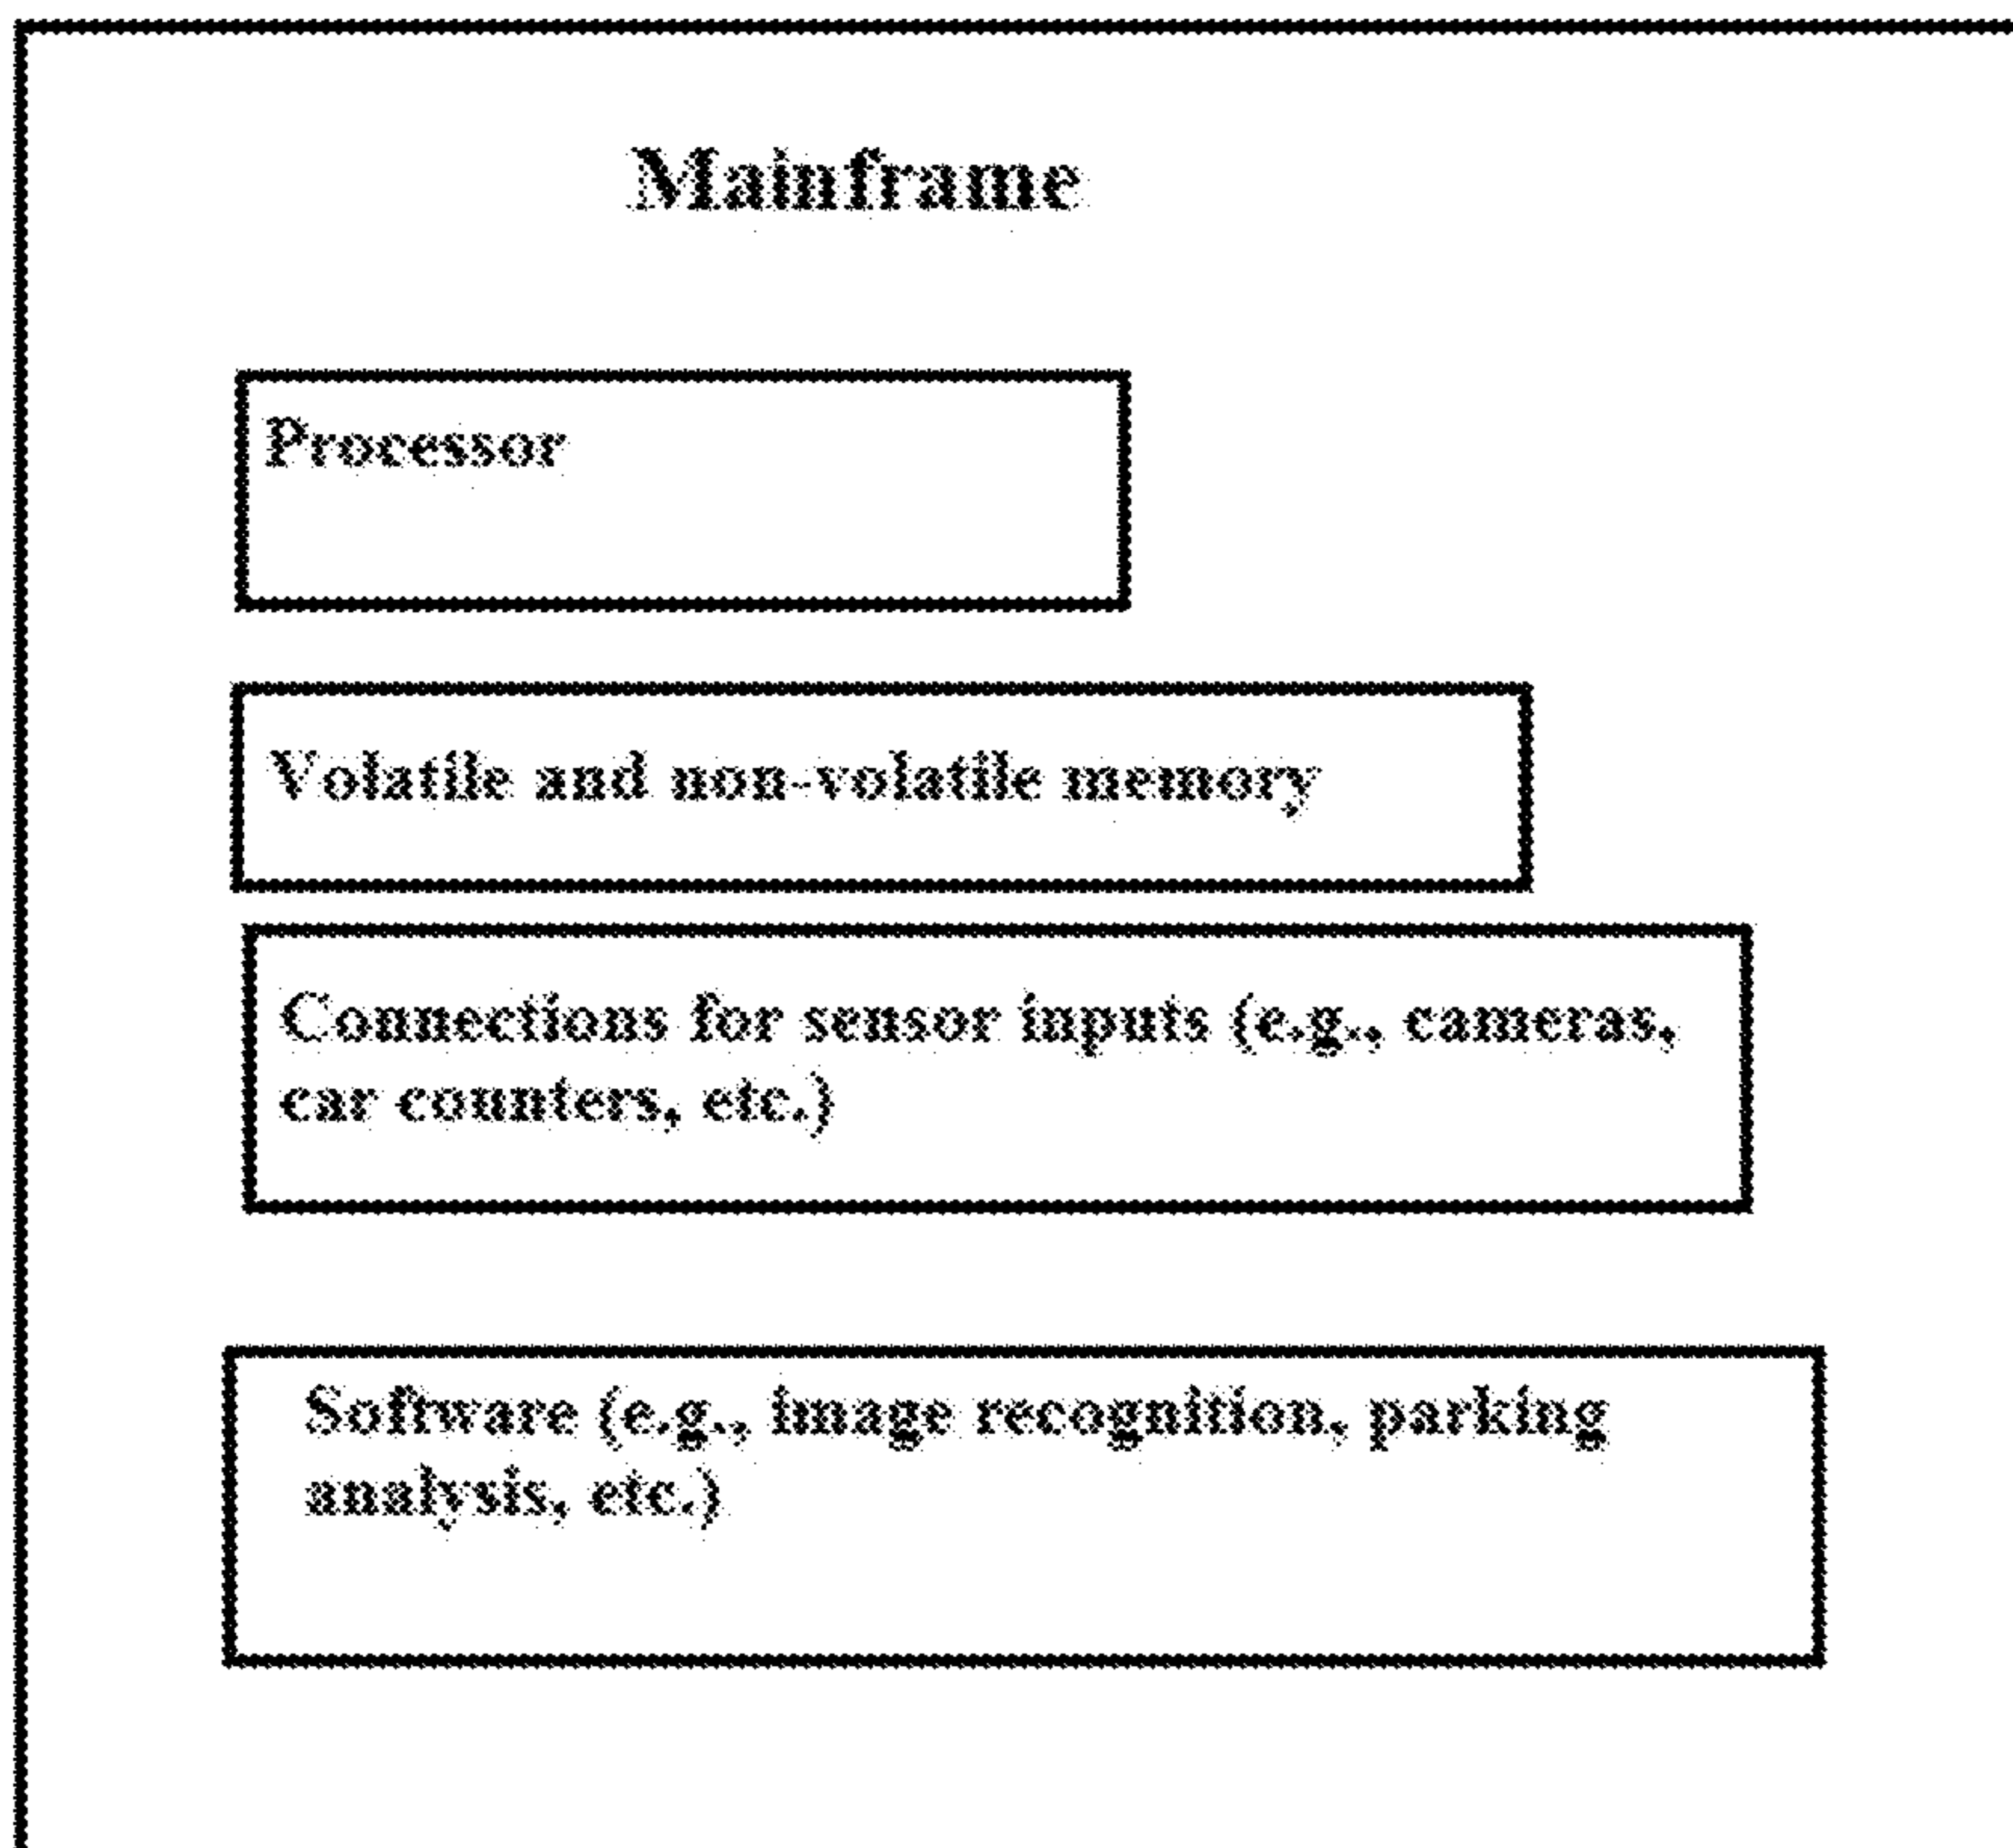 Mainframe
Processor
Volatile and non-volatile memory
Connections for sensor inputs (e.g., cameras,
car counters, etc.)
Software (e.g., image recognition, parking
analysis, etc.)